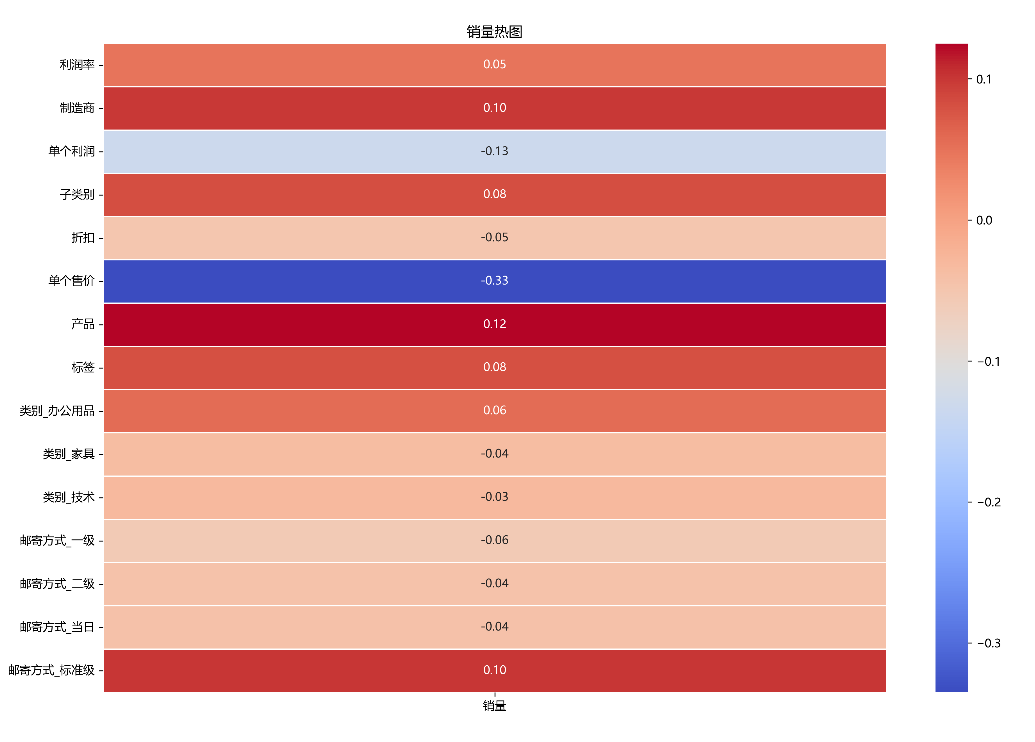 销量热图
利润率 0.05
制造商 0.10
单个利润 -0.13
子类别 0.08
折扣 -0.05
单个售价 -0.33
产品 0.12
标签 0.08
类别_办公用品 0.06
类别_家具 -0.04
类别_技术 -0.03
邮寄方式_一级 -0.06
邮寄方式_二级 -0.04
邮寄方式_当日 -0.04
邮寄方式_标准级 0.10
销量
0.1
0.0
−0.1
−0.2
−0.3